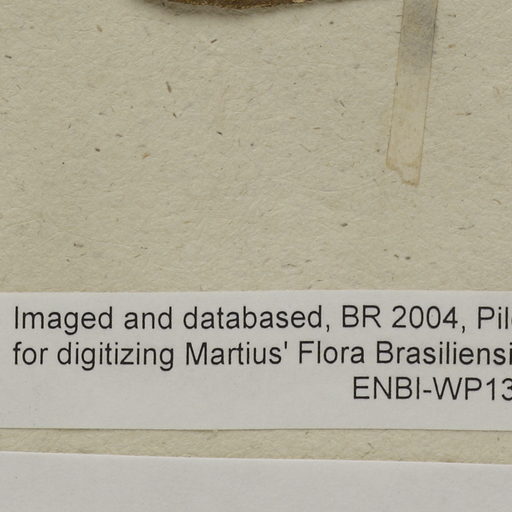 Imaged and databased, BR 2004, Pil
for digitizing Martius' Flora Brasiliensi
ENBI-WP13